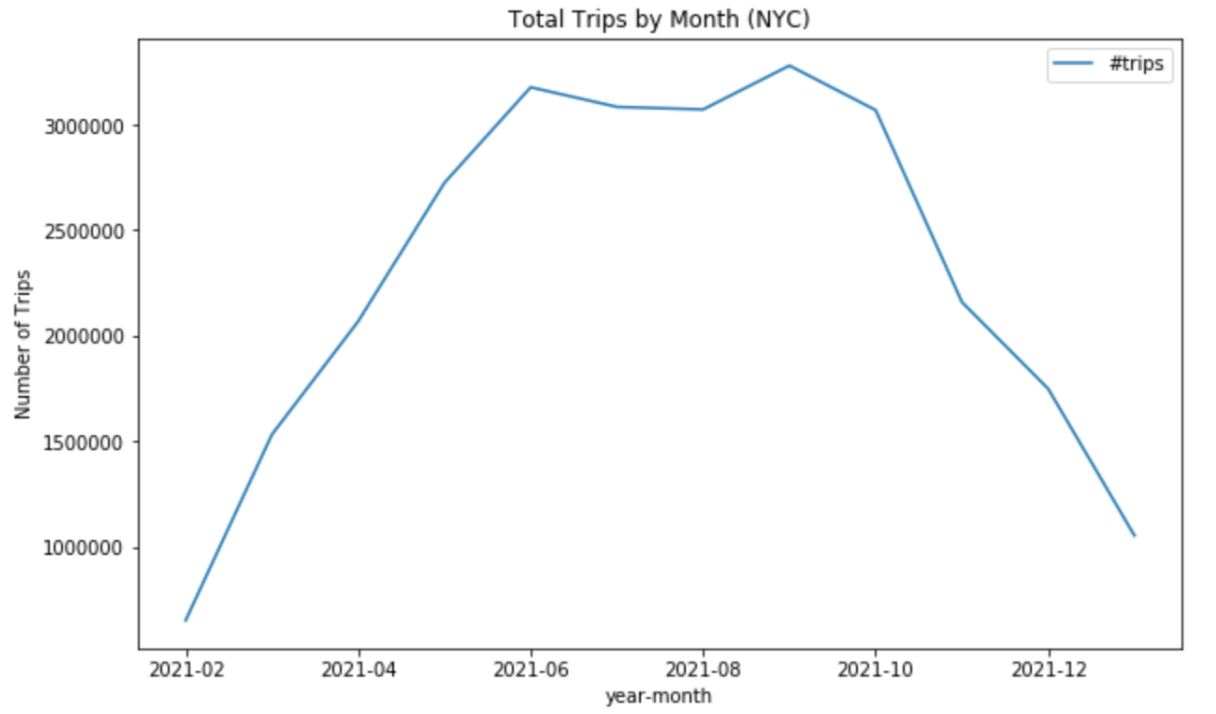 Total Trips by Month (NYC)
#trips
Number of Trips
3000000
2500000
2000000
1500000
1000000
2021-02 2021-04 2021-06 2021-08 2021-10 2021-12
year-month